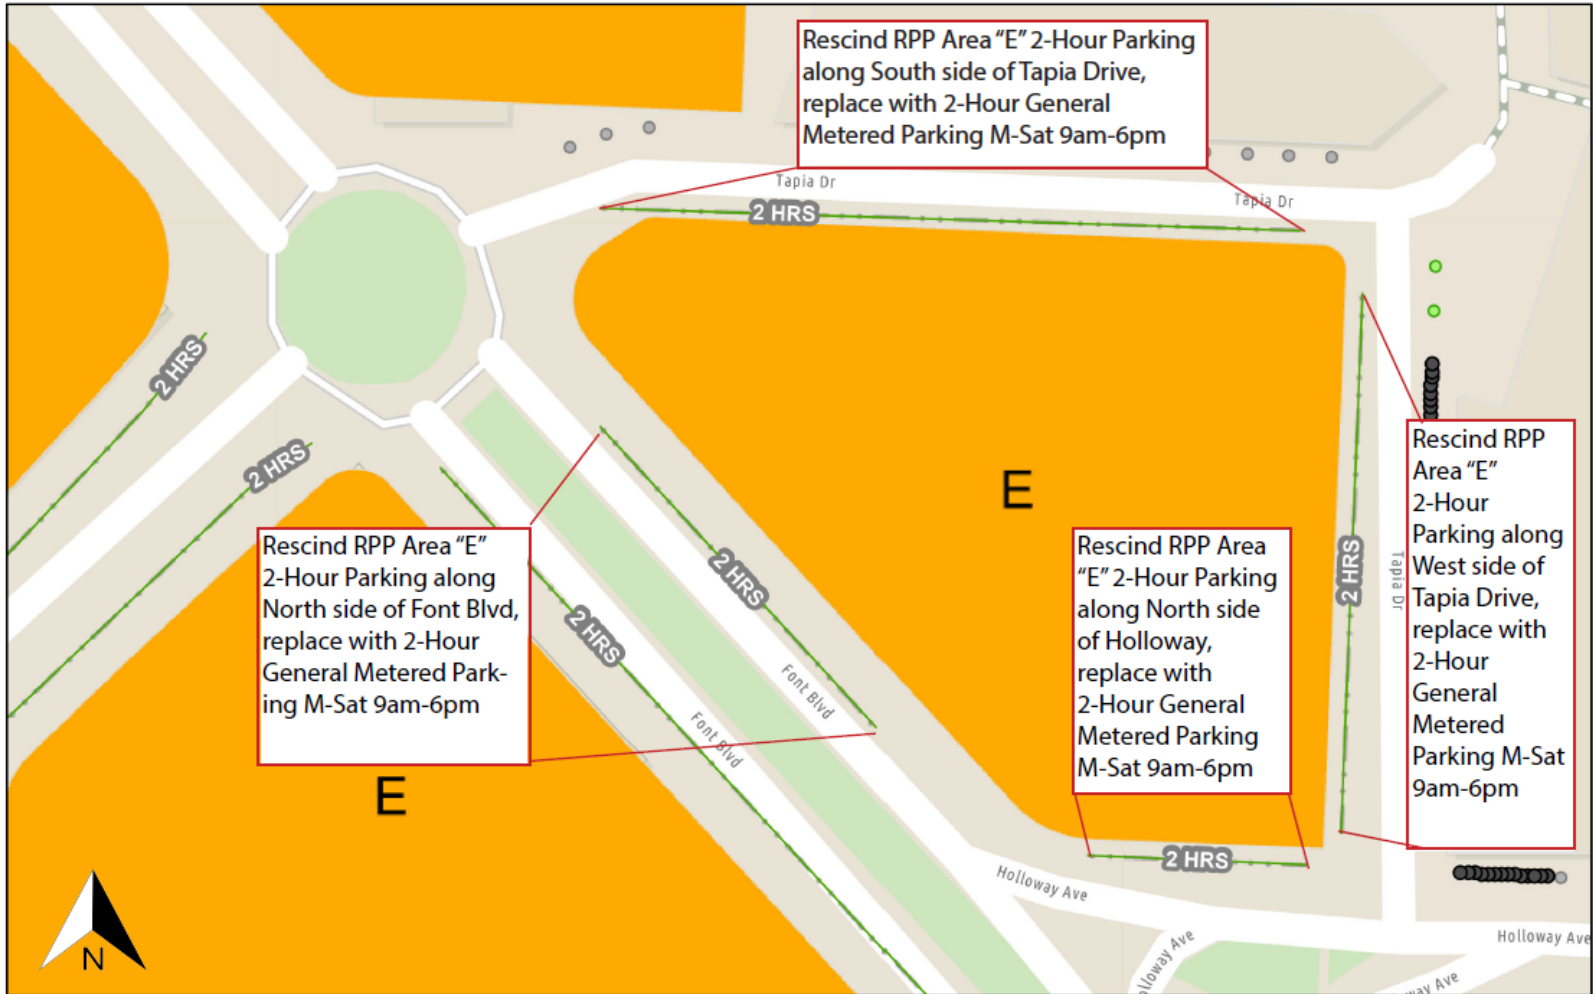 Rescind RPP Area “E” 2-Hour Parking
along South side of Tapia Drive,
replace with 2-Hour General
Metered Parking M-Sat 9am-6pm
Tapia Dr
Tapia Dr
2 HRS
2 HRS
2 HRS
Rescind RPP
Area “E”
2-Hour
Parking along
West side of
Tapia Drive,
replace with
2-Hour
General
Metered
Parking M-Sat
9am-6pm
E
Rescind RPP Area “E”
2-Hour Parking along
North side of Font Blvd,
replace with 2-Hour
General Metered Park-
ing M-Sat 9am-6pm
2 HRS
2 HRS
Rescind RPP Area
“E” 2-Hour Parking
along North side
of Holloway,
replace with
2-Hour General
Metered Parking
M-Sat 9am-6pm
2 HRS
Tapia Dr
Font Blvd
Font Blvd
E
2 HRS
Holloway Ave
Holloway Ave
olloway Ave
way Ave
N